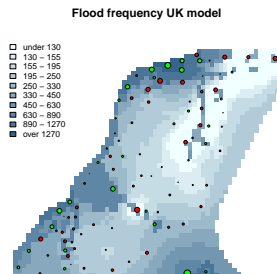 Flood frequency UK model
under 130
130 – 155
155 – 195
195 – 250
250 – 330
330 – 450
450 – 630
630 – 890
890 – 1270
over 1270